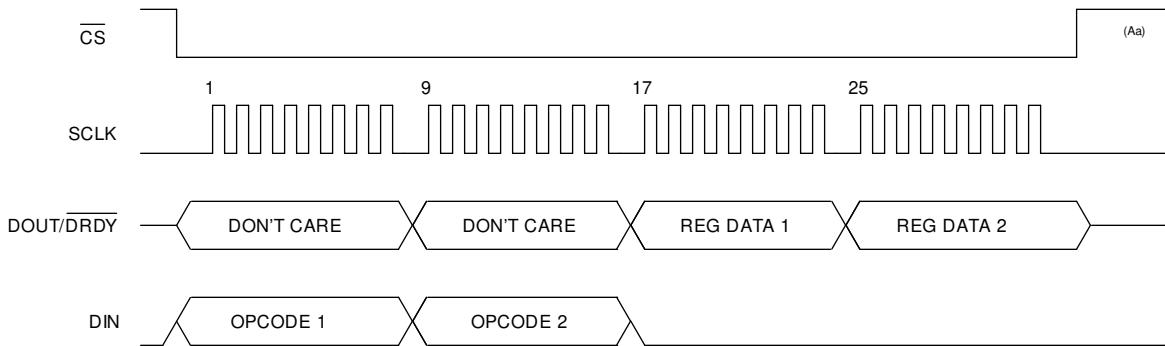 CS
(Aa)
1 9 17 25
SCLK
DOUT/DRDY DON'T CARE DON'T CARE REG DATA 1 REG DATA 2
DIN OPCODE 1 OPCODE 2